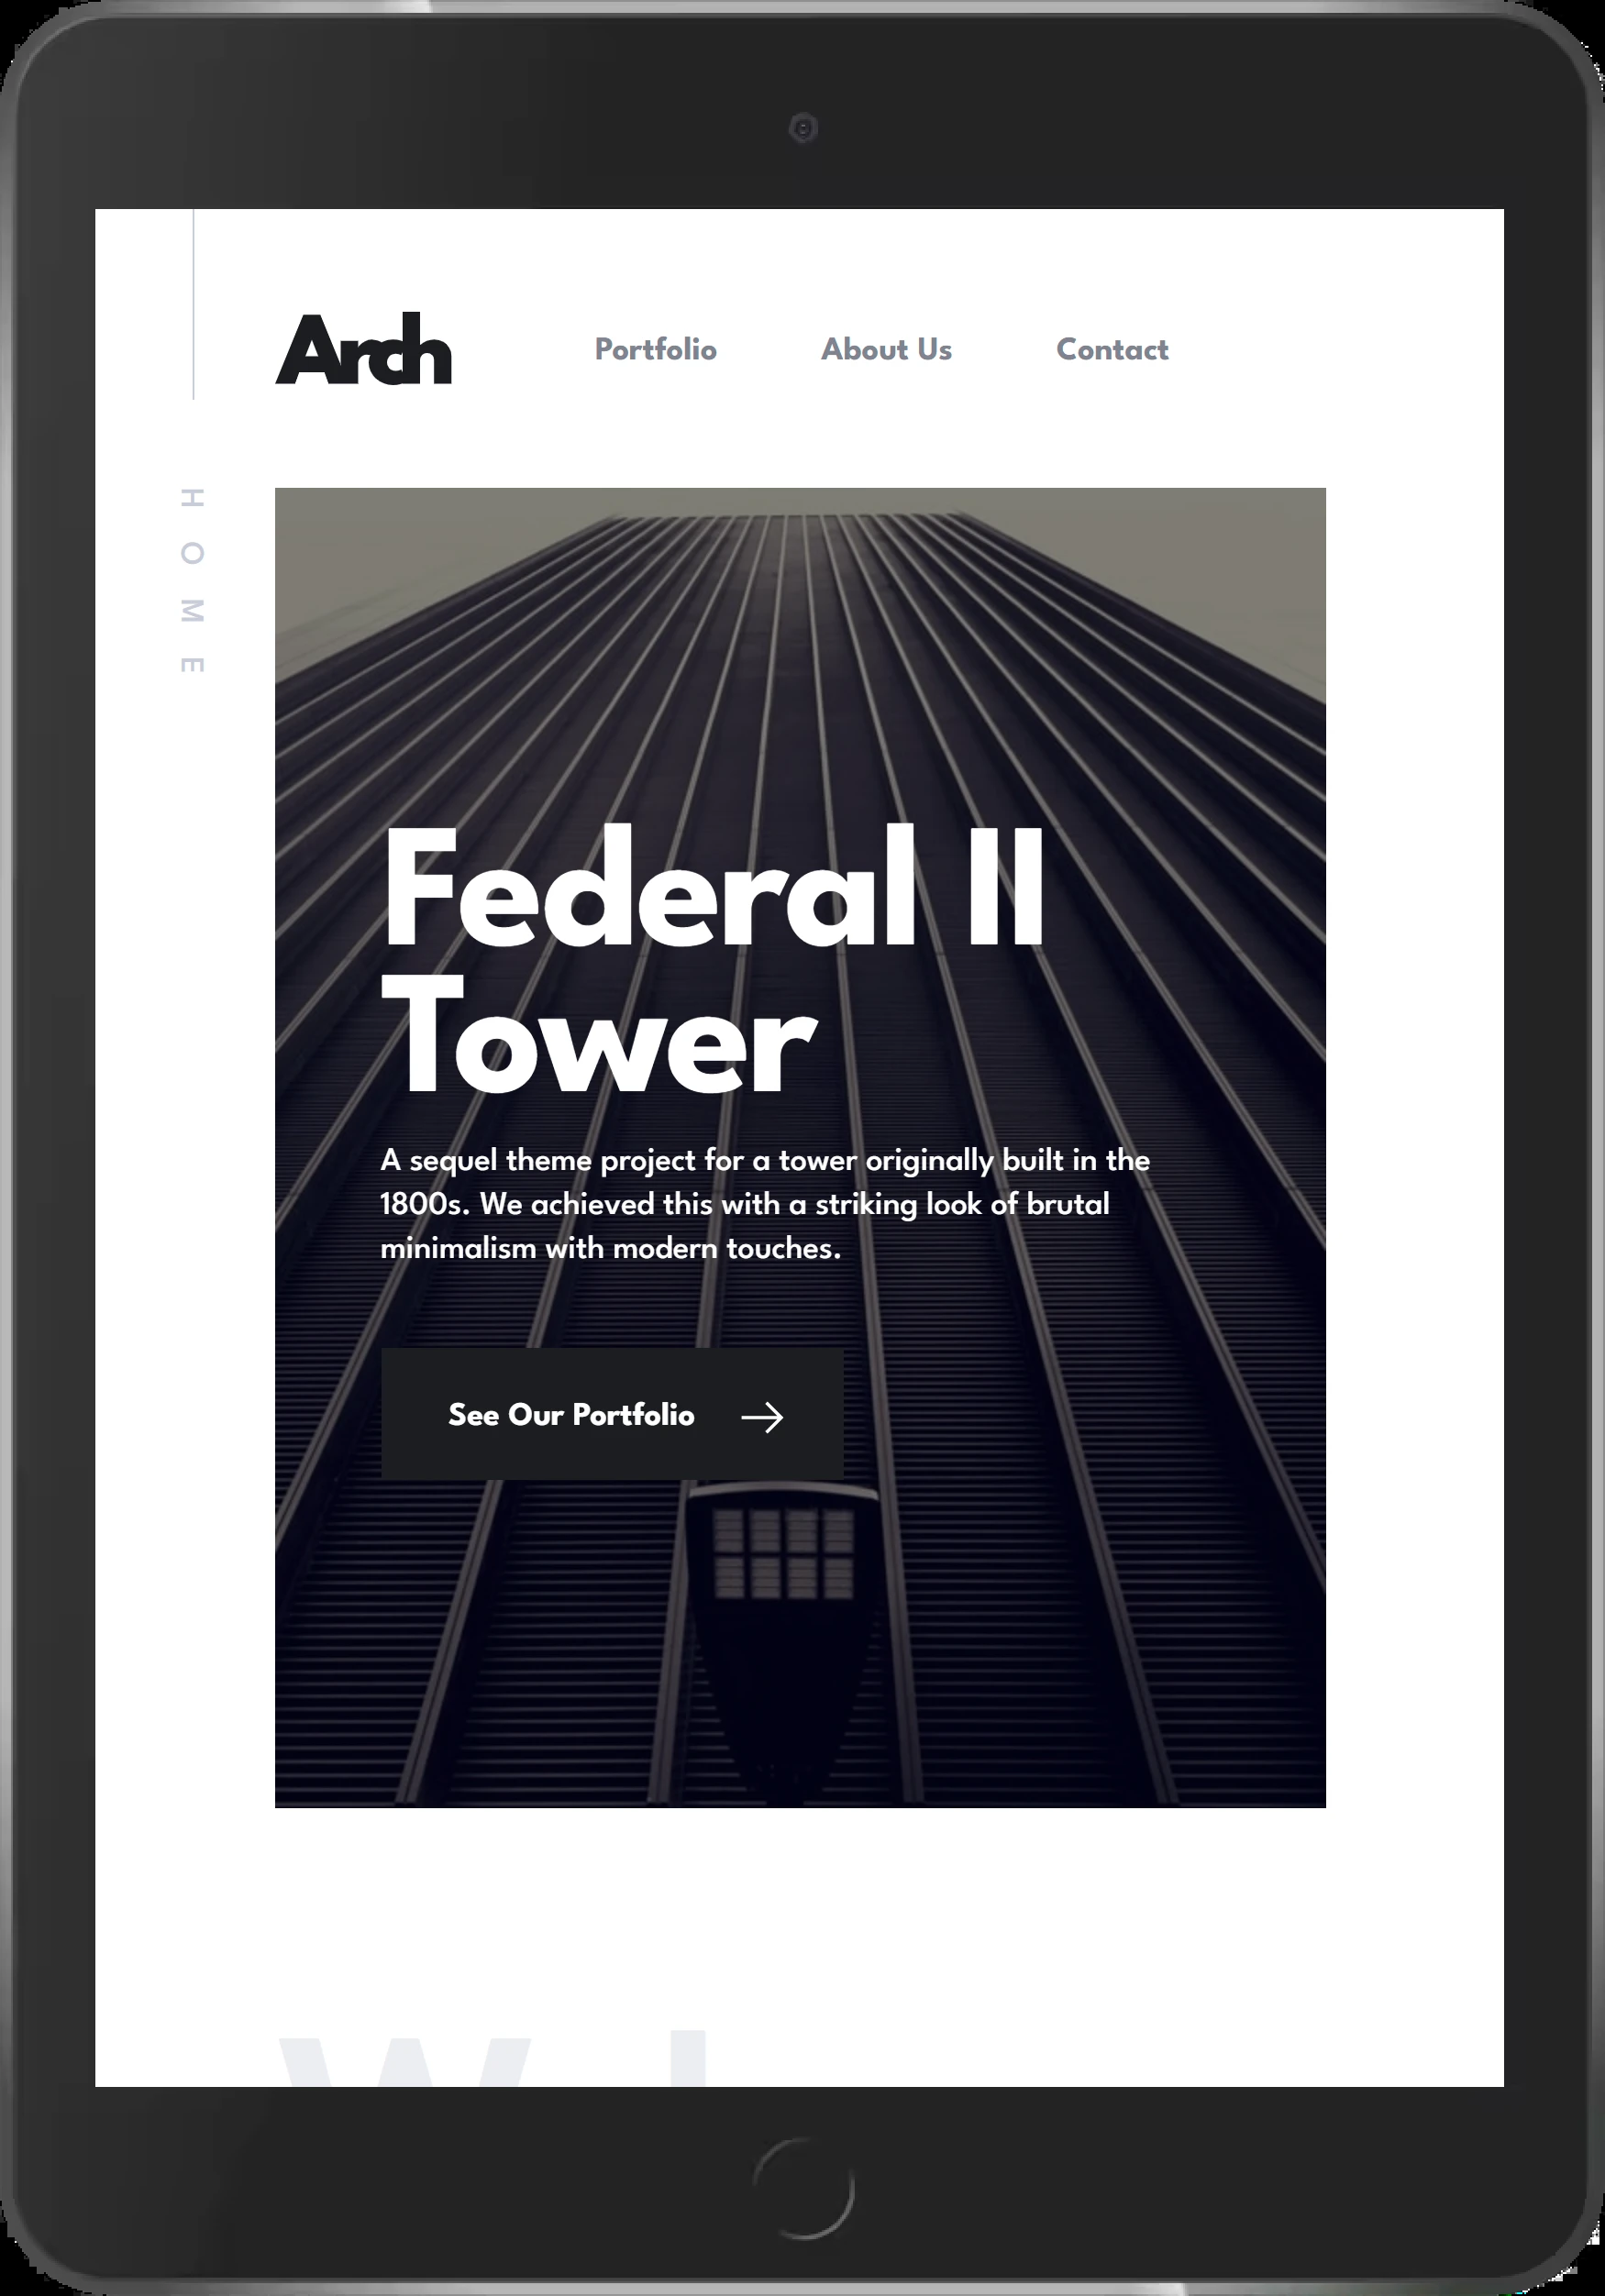 Arch
Portfolio
About Us
Contact
HOME
Federal II
Tower
A sequel theme project for a tower originally built in the
1800s. We achieved this with a striking look of brutal
minimalism with modern touches.
See Our Portfolio